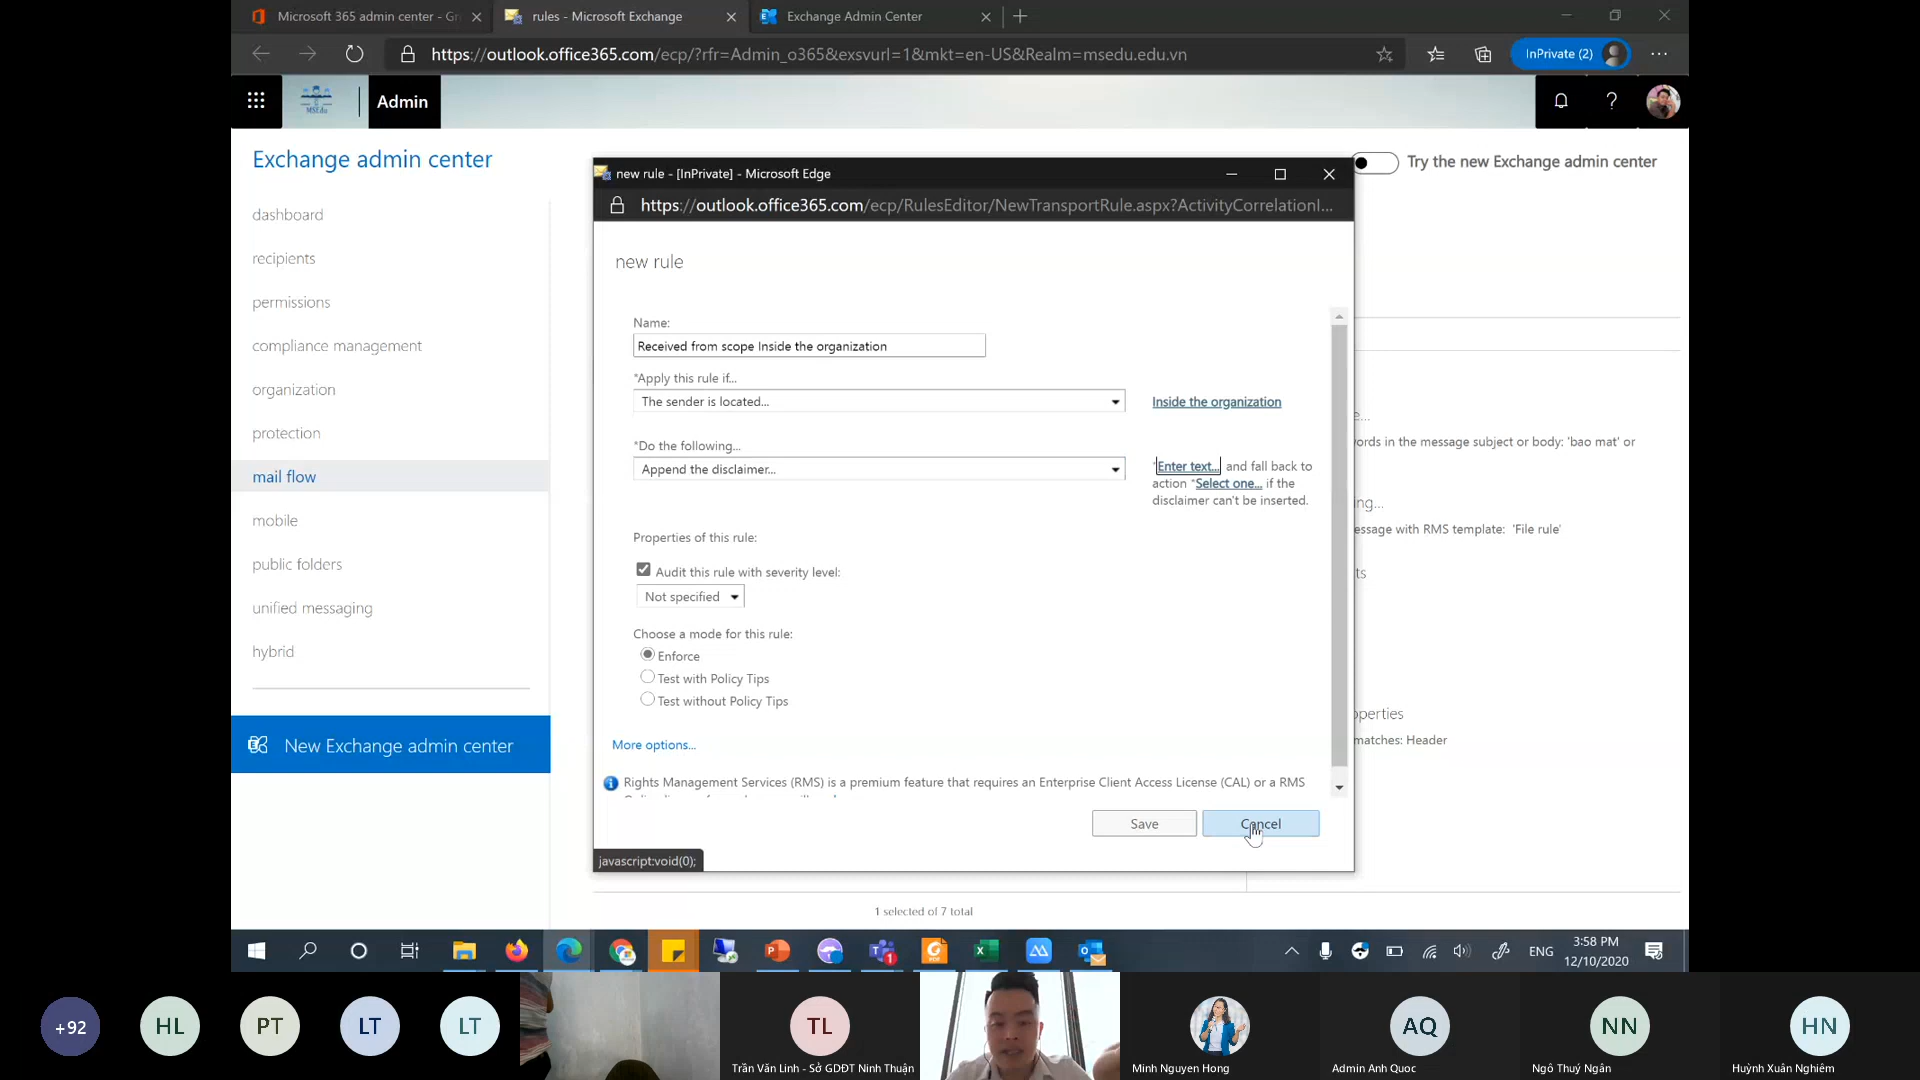 Microsoft 365 admin center - Gr
rules - Microsoft Exchange
Exchange Admin Center
https://outlook.office365.com/ecp/?rfr=Admin_o365&exsvurl=1&mkt=en-US&Realm=msedu.edu.vn
InPrivate (2)
MSEdu
Admin
Exchange admin center
Try the new Exchange admin center
dashboard
recipients
permissions
compliance management
organization
protection
mail flow
mobile
public folders
unified messaging
hybrid
New Exchange admin center
new rule - [InPrivate] - Microsoft Edge
https://outlook.office365.com/ecp/RulesEditor/NewTransportRule.aspx?ActivityCorrelationI...
new rule
Name:
Received from scope Inside the organization
*Apply this rule if...
The sender is located...
Inside the organization
*Do the following...
Append the disclaimer...
*Enter text... and fall back to
action *Select one... if the
disclaimer can't be inserted.
Properties of this rule:
Audit this rule with severity level:
Not specified
Choose a mode for this rule:
Enforce
Test with Policy Tips
Test without Policy Tips
More options...
Rights Management Services (RMS) is a premium feature that requires an Enterprise Client Access License (CAL) or a RMS
Save
Cancel
javascript:void(0);
e...
ords in the message subject or body: 'bao mat' or
ing...
essage with RMS template: 'File rule'
ts
operties
matches: Header
1 selected of 7 total
ENG
3:58 PM
12/10/2020
+92
HL
PT
LT
LT
TL
Trần Văn Linh - Sở GDĐT Ninh Thuận
Minh Nguyen Hong
AQ
Admin Anh Quoc
NN
Ngô Thuý Ngân
HN
Huỳnh Xuân Nghiêm